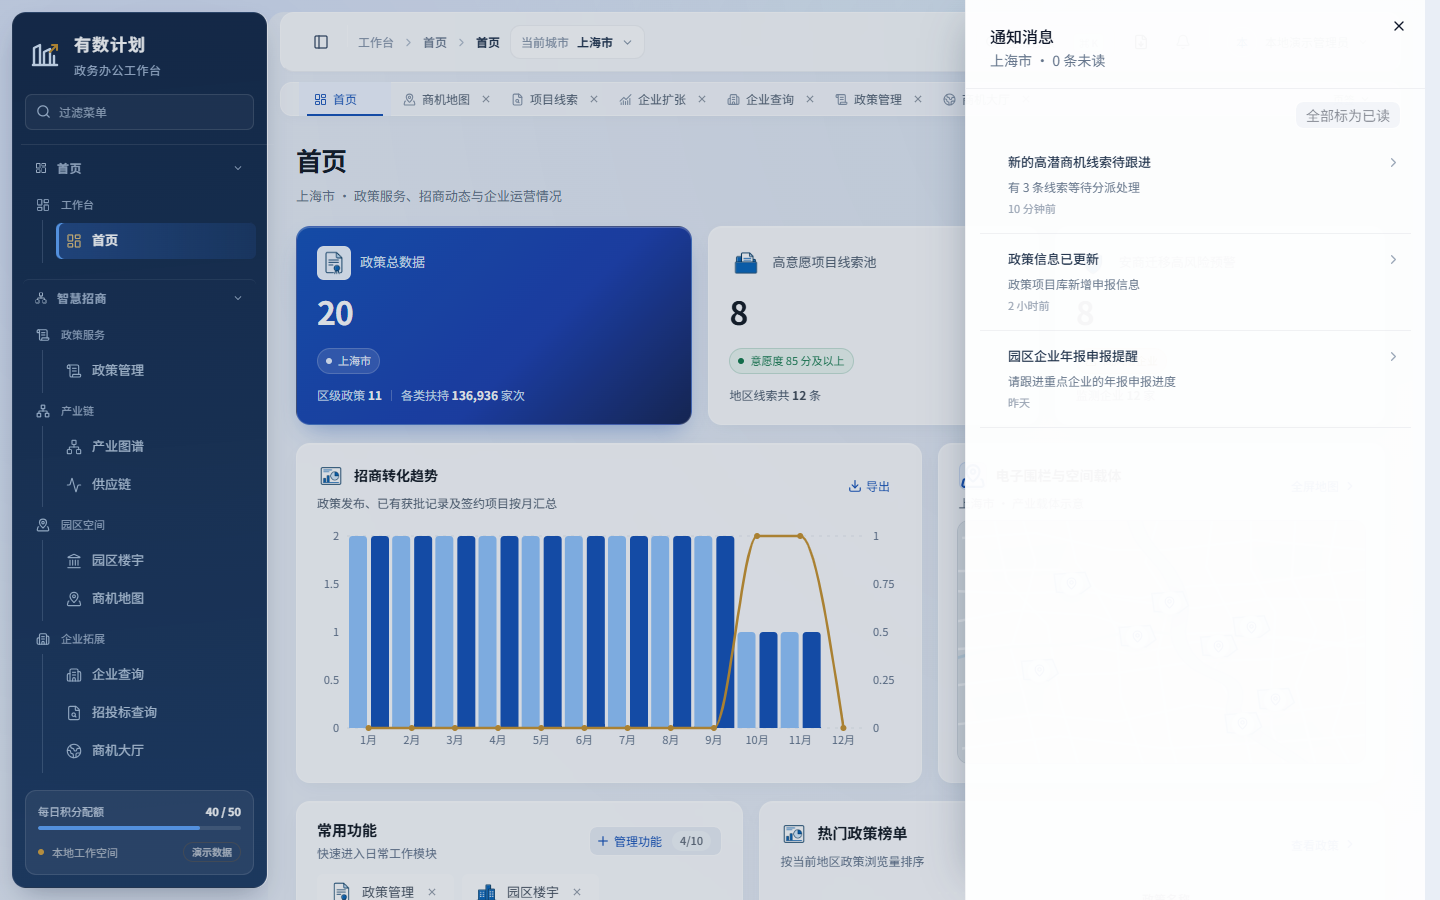 有数计划
政务办公工作台
过滤菜单
首页
工作台
首页
智慧招商
政策服务
政策管理
产业链
产业图谱
供应链
园区空间
园区楼宇
商机地图
企业拓展
企业查询
招投标查询
商机大厅
每日积分配额 40 / 50
本地工作空间 演示数据
工作台 > 首页 > 首页 当前城市 上海市
首页 商机地图 × 项目线索 × 企业扩张 × 企业查询 × 政策管理 ×
首页
上海市 · 政策服务、招商动态与企业运营情况
政策总数据
20
上海市
区级政策 11 | 各类扶持 136,936 家次
高意愿项目线索池
8
意愿度 85 分及以上
地区线索共 12 条
招商转化趋势
政策发布、已有获批记录及签约项目按月汇总
导出
2 1
1.5 0.75
1 0.5
0.5 0.25
0 0
1月 2月 3月 4月 5月 6月 7月 8月 9月 10月 11月 12月
常用功能
快速进入日常工作模块
+ 管理功能 4/10
政策管理 × 园区楼宇 ×
热门政策榜单
按当前地区政策浏览量排序
通知消息
上海市 · 0 条未读
全部标为已读
新的高潜商机线索待跟进
有 3 条线索等待分派处理
10 分钟前
政策信息已更新
政策项目库新增申报信息
2 小时前
园区企业年报申报提醒
请跟进重点企业的年报申报进度
昨天
电子围栏与空间载体
8